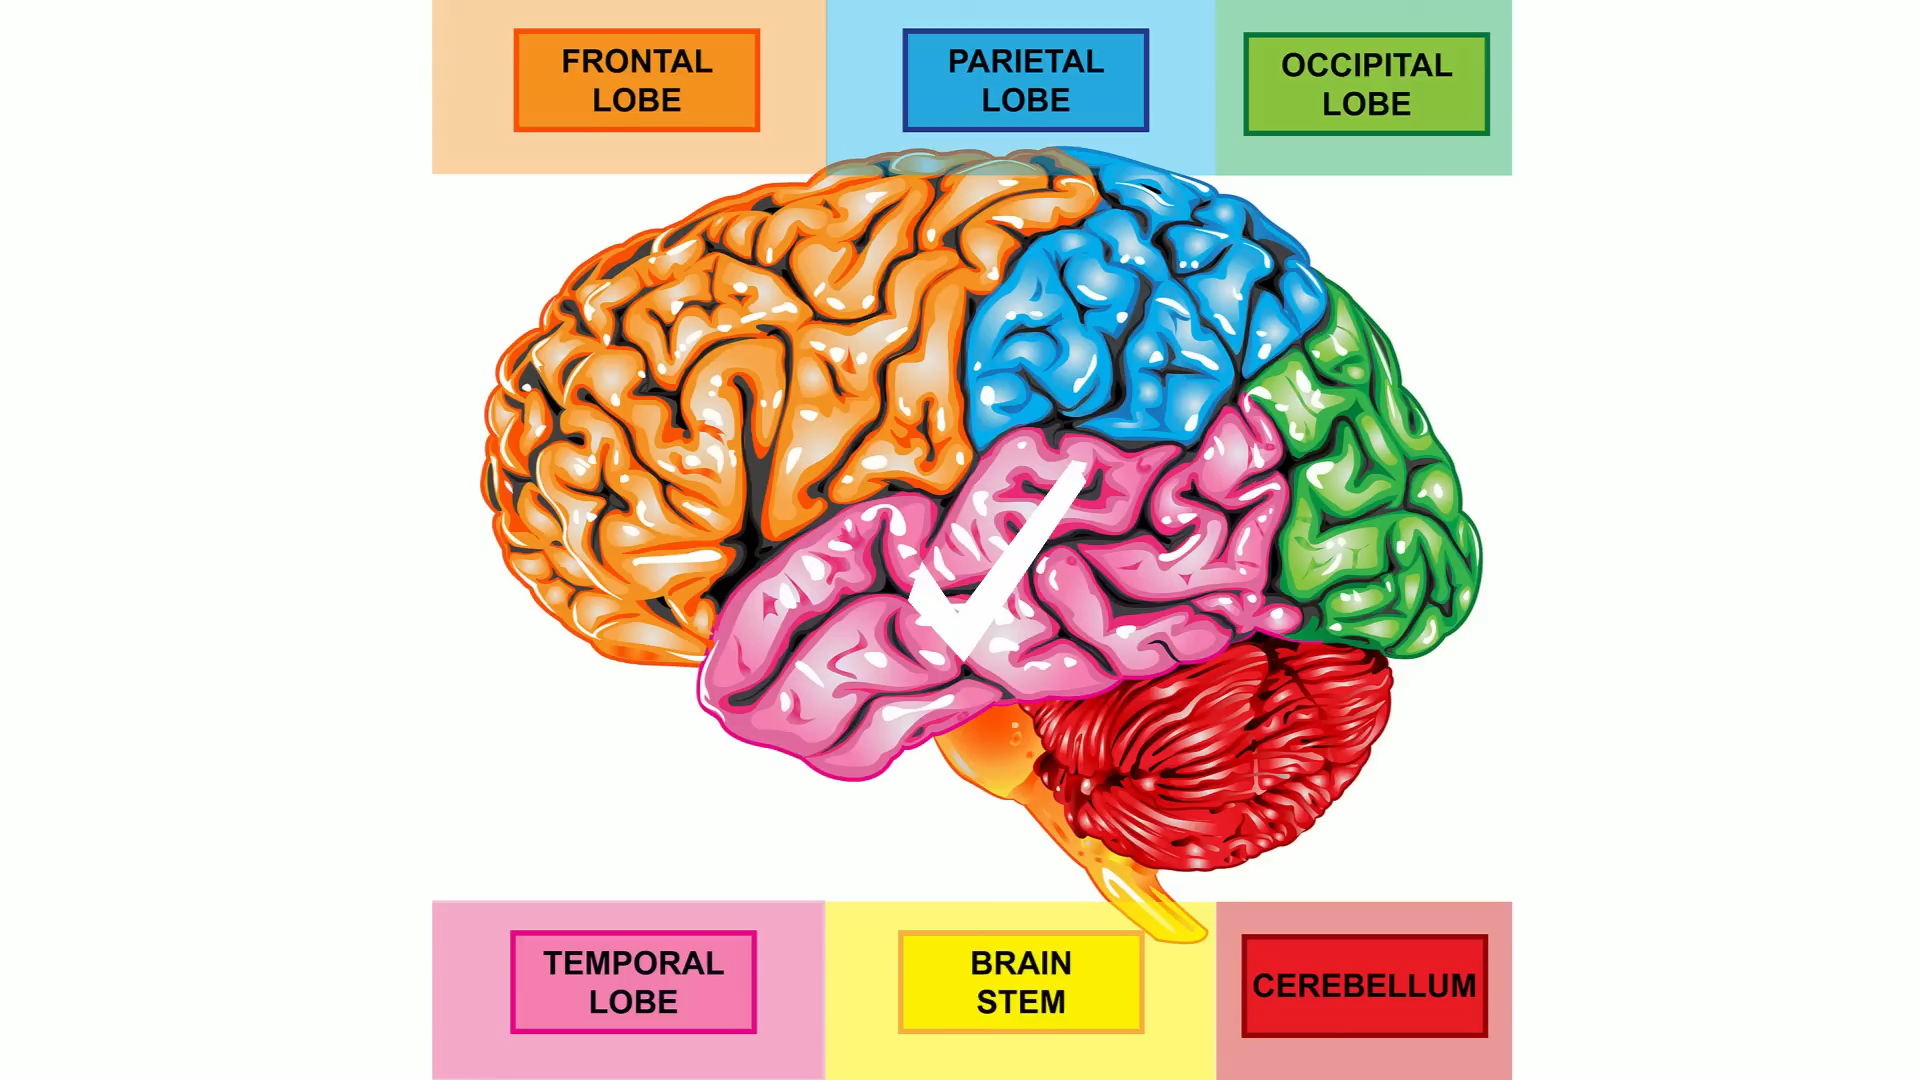 FRONTAL
LOBE
PARIETAL
LOBE
OCCIPITAL
LOBE
TEMPORAL
LOBE
BRAIN
STEM
CEREBELLUM